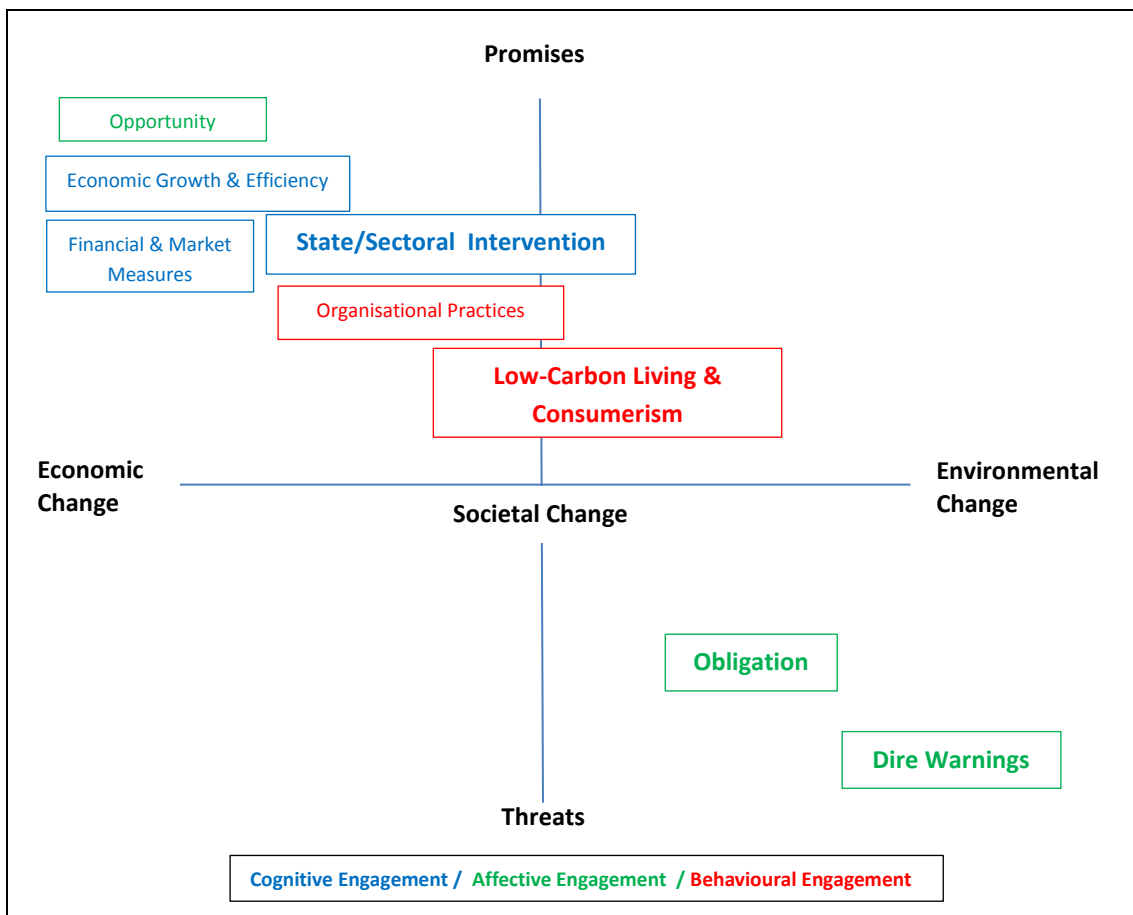 Promises
Opportunity
Economic Growth & Efficiency
Financial & Market
Measures
State/Sectoral Intervention
Organisational Practices
Low-Carbon Living &
Consumerism
Economic
Change
Environmental
Change
Societal Change
Obligation
Dire Warnings
Threats
Cognitive Engagement / Affective Engagement / Behavioural Engagement